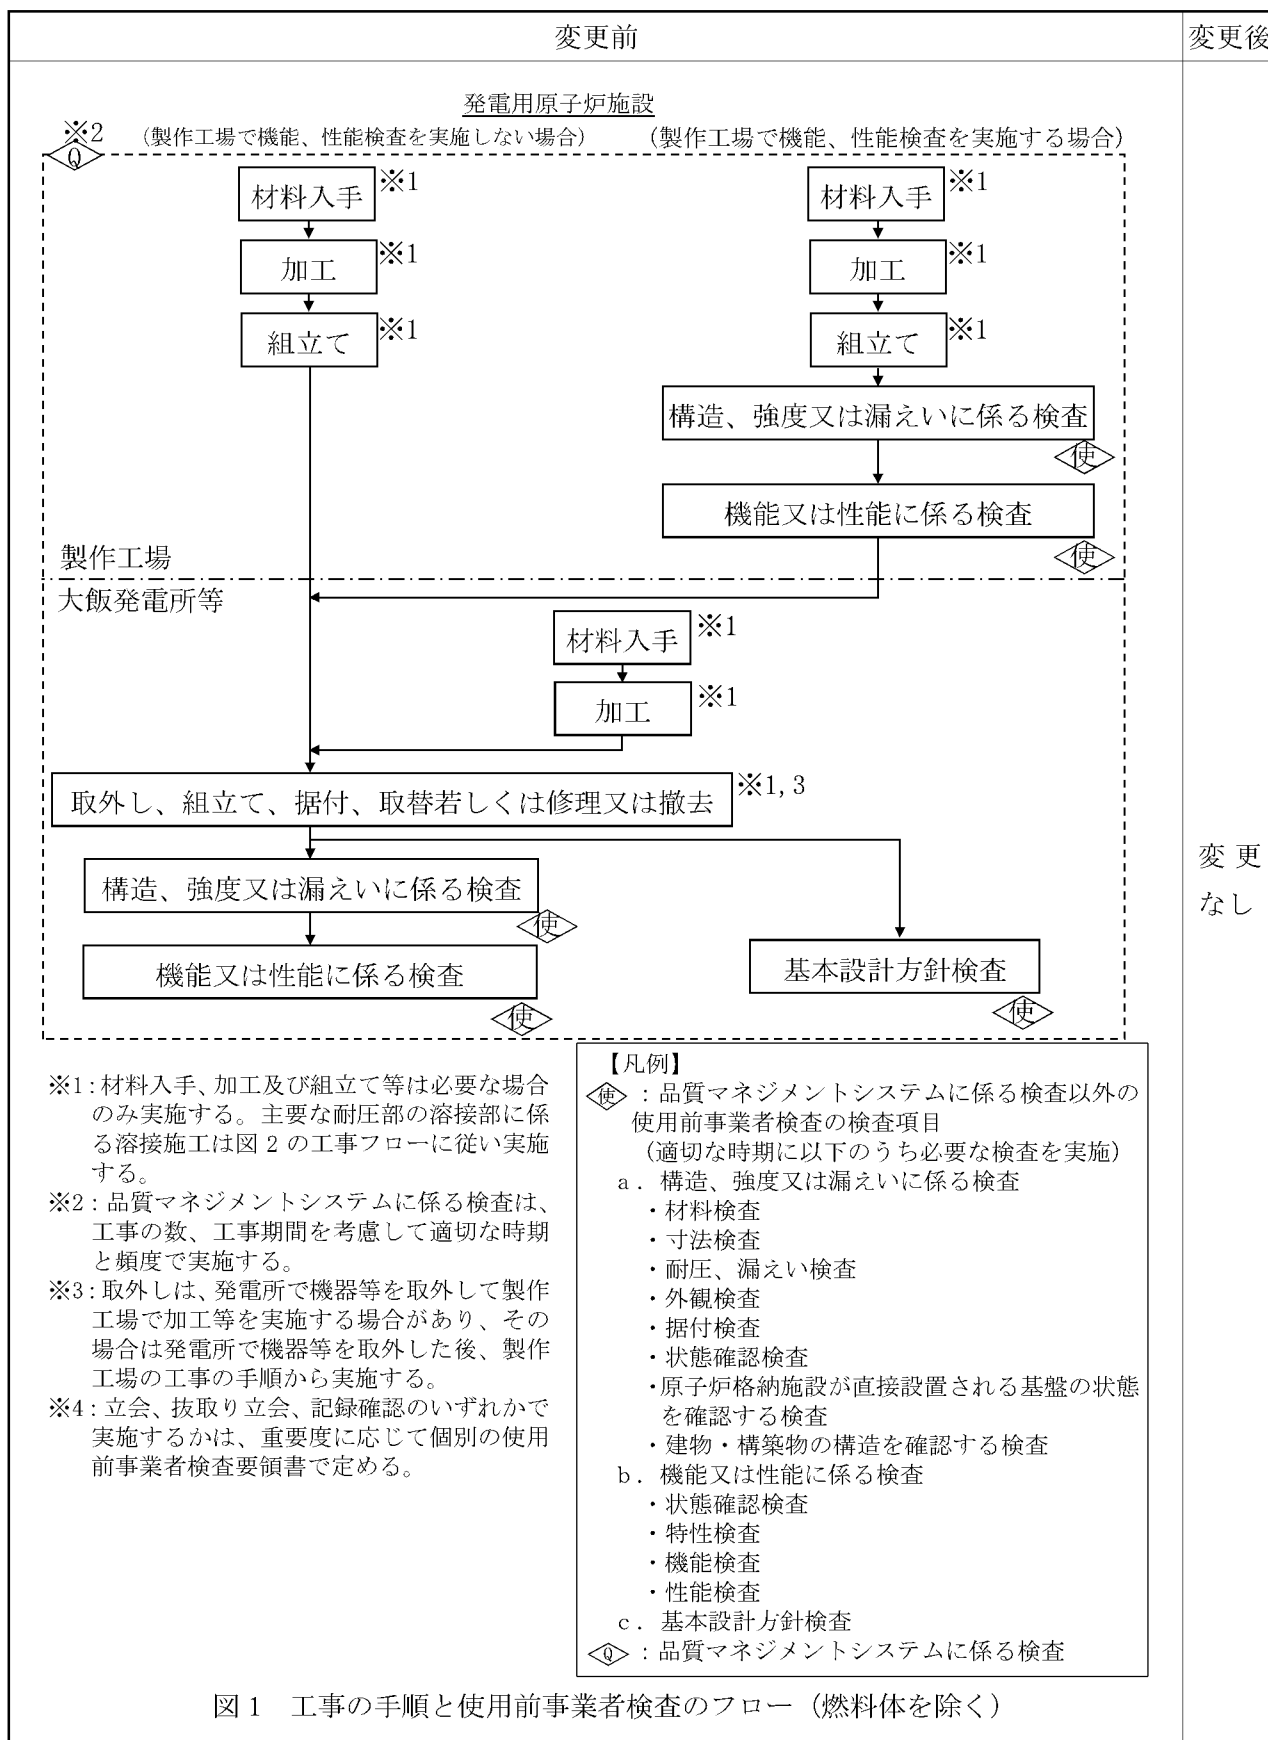 変更前
変更後
発電用原子炉施設
※2
(製作工場で機能、性能検査を実施しない場合)
(製作工場で機能、性能検査を実施する場合)
Q
材料入手
※1
加工
※1
組立て
※1
材料入手
※1
加工
※1
組立て
※1
構造、強度又は漏えいに係る検査
使
機能又は性能に係る検査
使
製作工場
大飯発電所等
材料入手
※1
加工
※1
取外し、組立て、据付、取替若しくは修理又は撤去
※1,3
構造、強度又は漏えいに係る検査
使
機能又は性能に係る検査
使
基本設計方針検査
使
変更
なし
※1:材料入手、加工及び組立て等は必要な場合
のみ実施する。主要な耐圧部の溶接部に係
る溶接施工は図2の工事フローに従い実施
する。
※2:品質マネジメントシステムに係る検査は、
工事の数、工事期間を考慮して適切な時期
と頻度で実施する。
※3:取外しは、発電所で機器等を取外して製作
工場で加工等を実施する場合があり、その
場合は発電所で機器等を取外した後、製作
工場の工事の手順から実施する。
※4:立会、抜取り立会、記録確認のいずれかで
実施するかは、重要度に応じて個別の使用
前事業者検査要領書で定める。
【凡例】
使:品質マネジメントシステムに係る検査以外の
使用前事業者検査の検査項目
(適切な時期に以下のうち必要な検査を実施)
a. 構造、強度又は漏えいに係る検査
・材料検査
・寸法検査
・耐圧、漏えい検査
・外観検査
・据付検査
・状態確認検査
・原子炉格納施設が直接設置される基盤の状態
を確認する検査
・建物・構築物の構造を確認する検査
b. 機能又は性能に係る検査
・状態確認検査
・特性検査
・機能検査
・性能検査
c. 基本設計方針検査
Q:品質マネジメントシステムに係る検査
図1 工事の手順と使用前事業者検査のフロー(燃料体を除く)